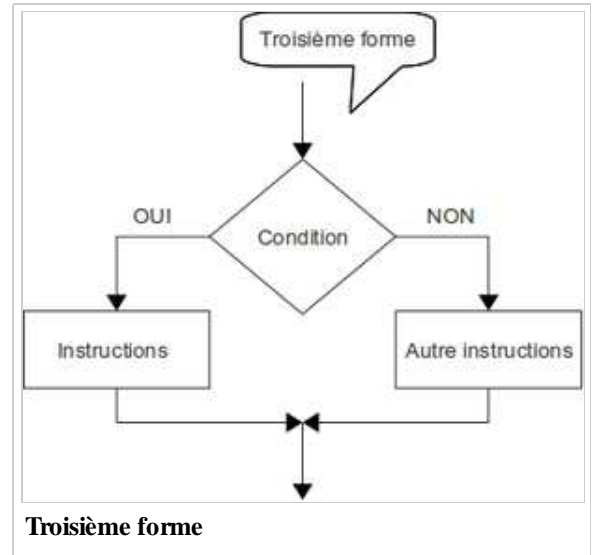 Troisième forme
OUI
NON
Condition
Instructions
Autre instructions
Troisième forme